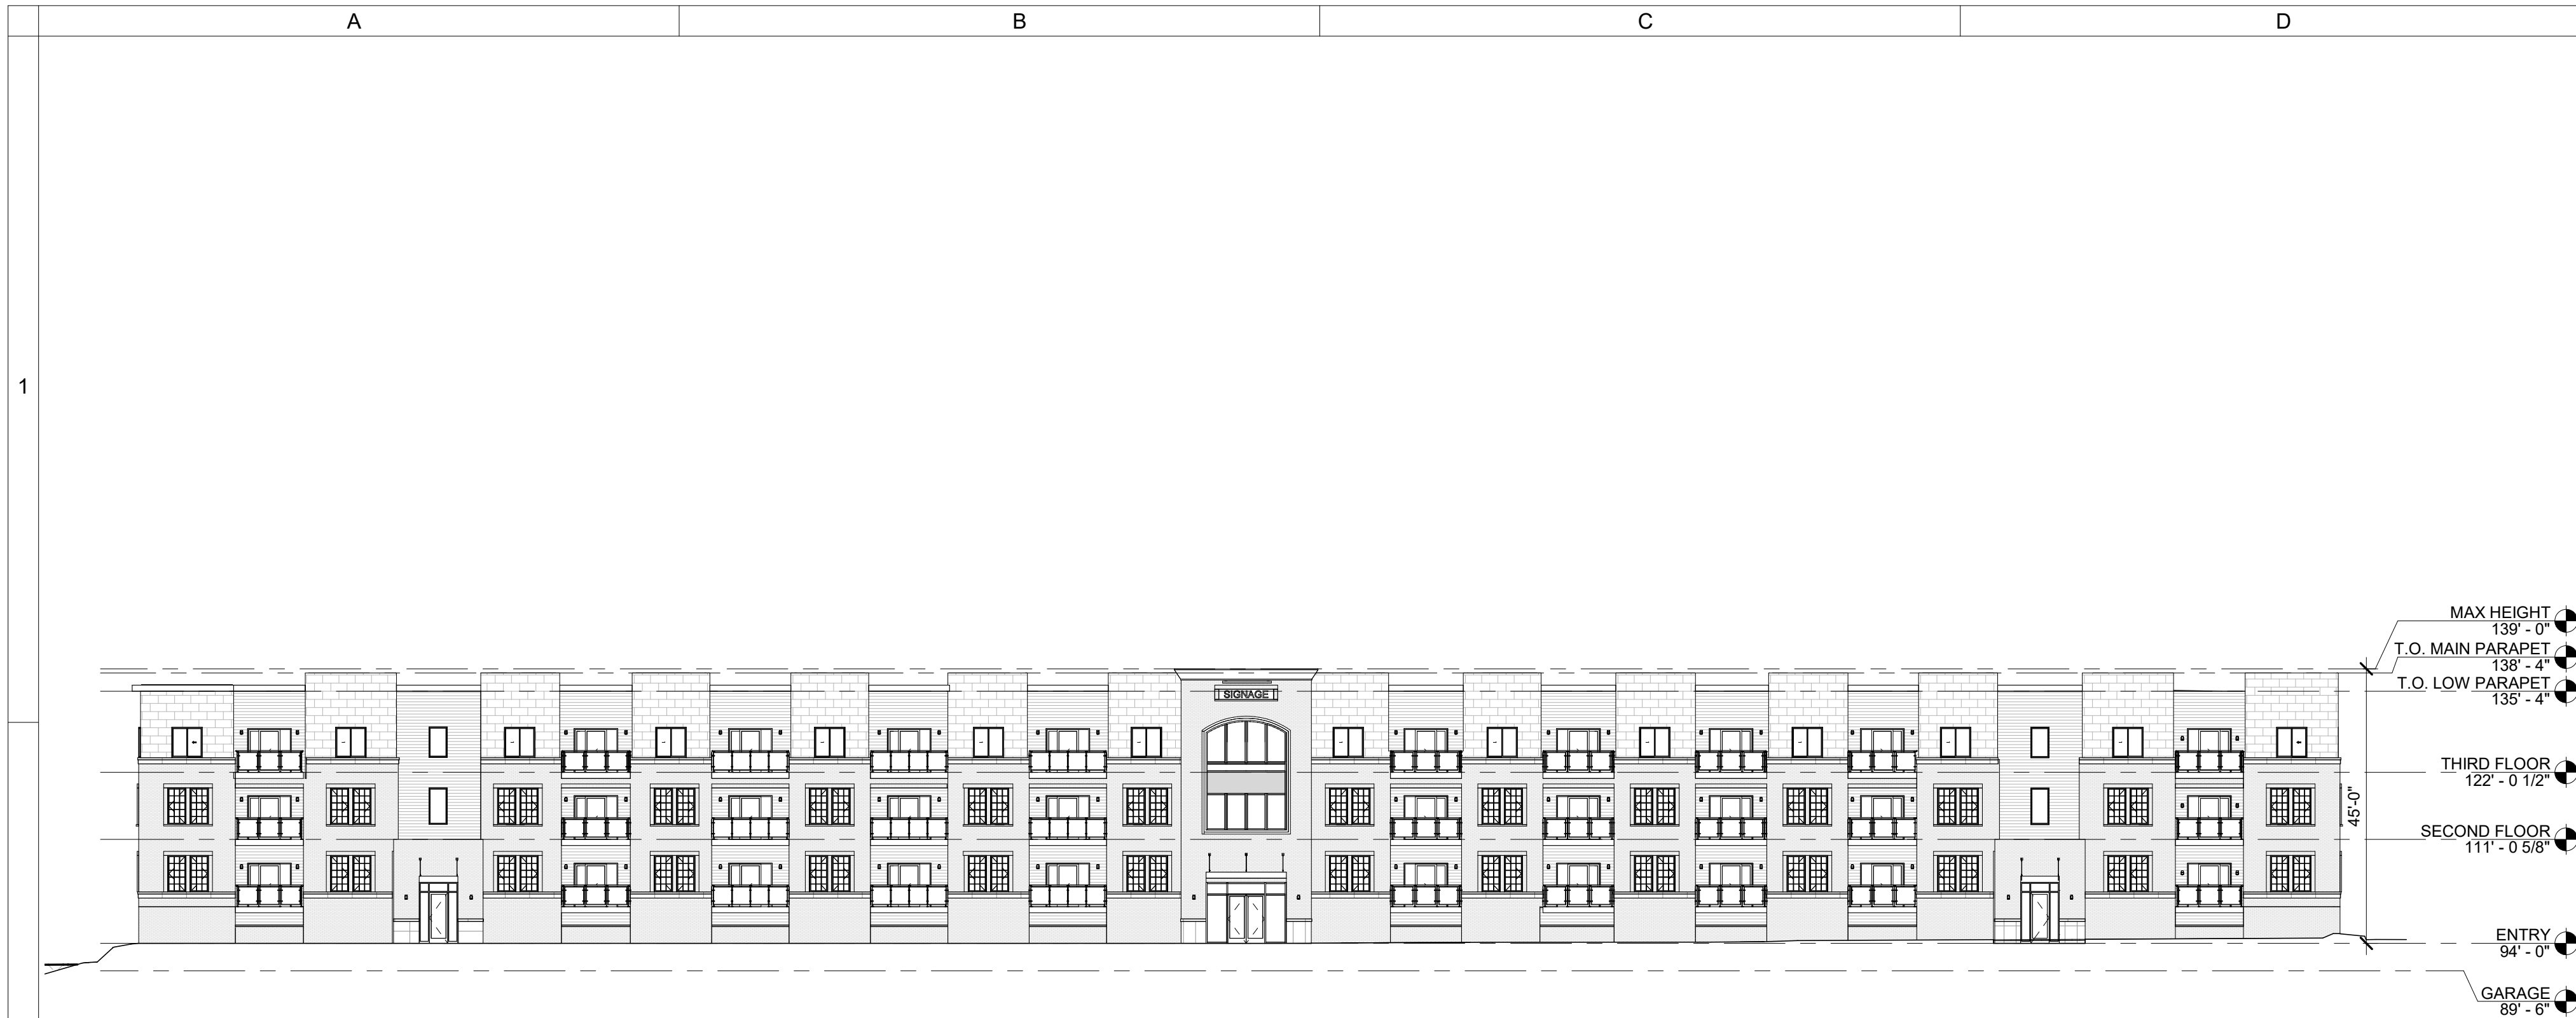 A B C D
1
MAX HEIGHT
139' - 0"
T.O. MAIN PARAPET
138' - 4"
T.O. LOW PARAPET
135' - 4"
SIGNAGE
THIRD FLOOR
122' - 0 1/2"
45'-0"
SECOND FLOOR
111' - 0 5/8"
ENTRY
94' - 0"
GARAGE
89' - 6"